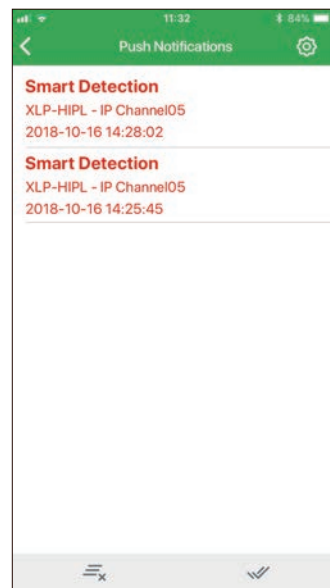 11:32
84%
Push Notifications
Smart Detection
XLP-HIPL - IP Channel05
2018-10-16 14:28:02
Smart Detection
XLP-HIPL - IP Channel05
2018-10-16 14:25:45